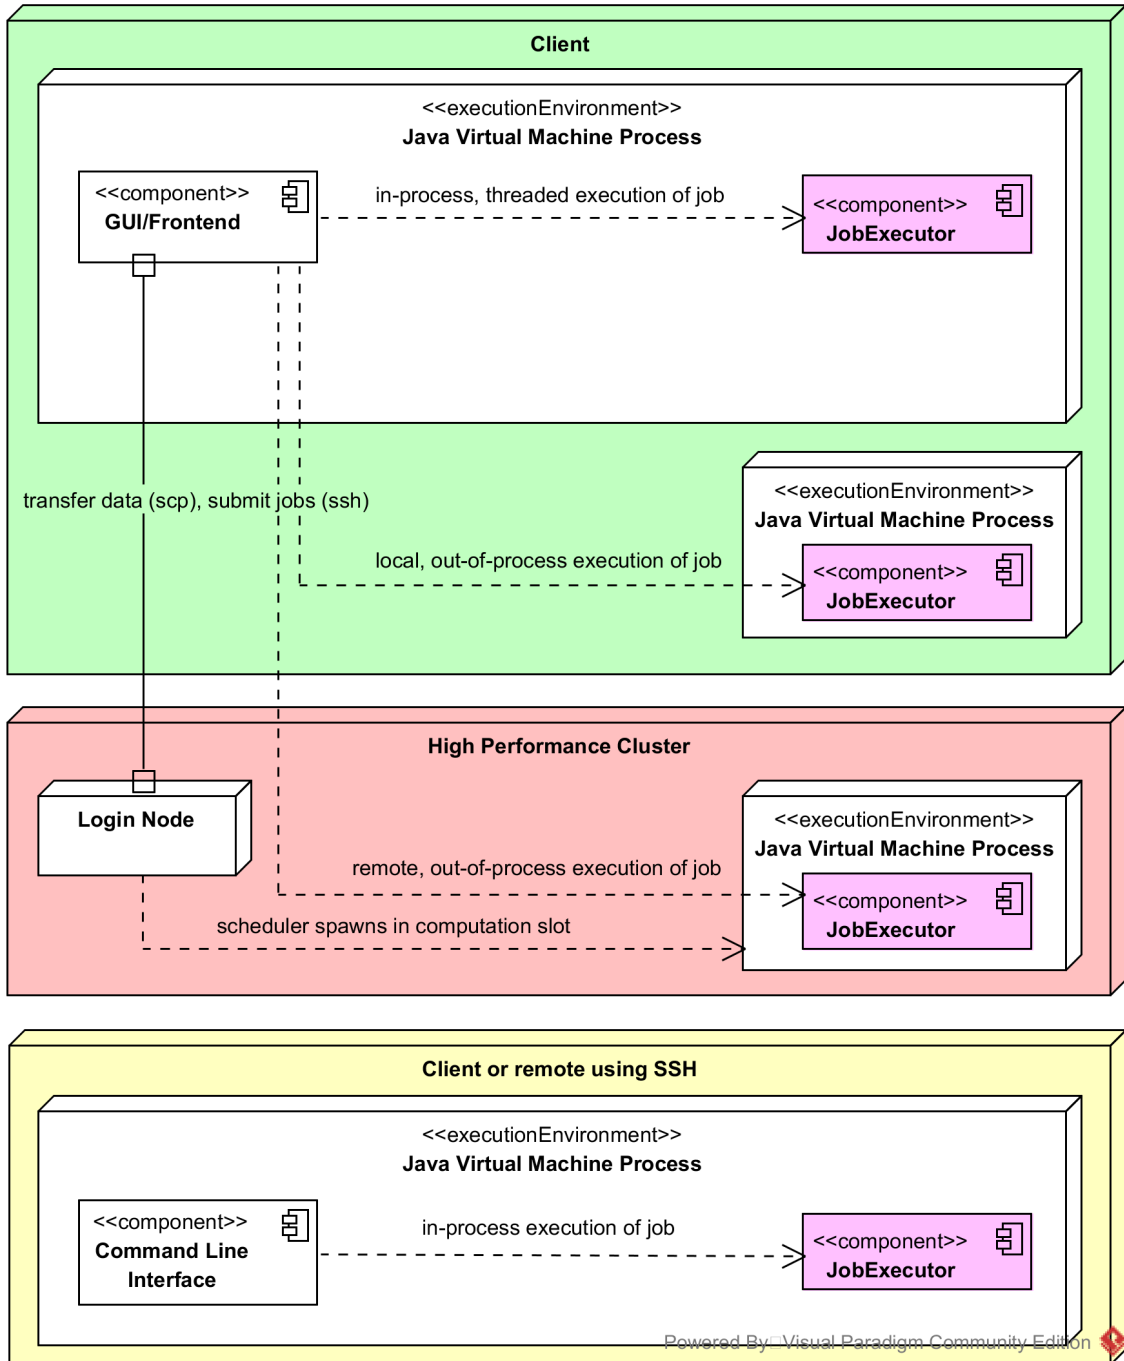 Client
<<executionEnvironment>>
Java Virtual Machine Process
<<component>>
GUI/Frontend
in-process, threaded execution of job
<<component>>
JobExecutor
transfer data (scp), submit jobs (ssh)
<<executionEnvironment>>
Java Virtual Machine Process
local, out-of-process execution of job
<<component>>
JobExecutor
High Performance Cluster
Login Node
<<executionEnvironment>>
Java Virtual Machine Process
remote, out-of-process execution of job
<<component>>
JobExecutor
scheduler spawns in computation slot
Client or remote using SSH
<<executionEnvironment>>
Java Virtual Machine Process
<<component>>
Command Line
Interface
in-process execution of job
<<component>>
JobExecutor
Powered By Visual Paradigm Community Edition